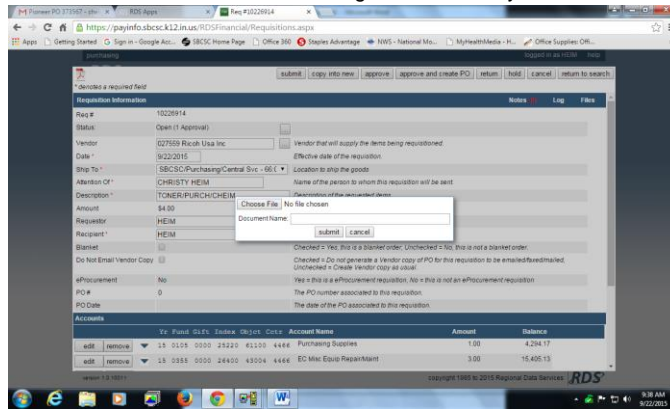 Pioneer PO 373967 - chri
RDS Apps
Req #10226914
https://payinfo.sbcsc.k12.in.us/RDSFinancial/Requisitions.aspx
Apps Getting Started Sign in - Google Acc... SBCSC Home Page Office 360 Staples Advantage NWS - National Mo... MyHealthMedia - H... Office Supplies: Offi...
purchasing logged in as HEIM help
submit copy into new approve approve and create PO return hold cancel return to search
* denotes a required field
Requisition Information Notes Log Files
Req # 10226914
Status Open (1 Approval)
Vendor 027559 Ricoh Usa Inc Vendor that will supply the items being requisitioned.
Date * 9/22/2015 Effective date of the requisition.
Ship To * SBCSC/Purchasing/Central Svc - 66:( Location to ship the goods
Attention Of * CHRISTY HEIM Name of the person to whom this requisition will be sent
Description * TONER/PURCH/CHEIM Description of the requested items
Amount $4.00
Choose File No file chosen
Document Name:
submit cancel
Requestor HEIM
Recipient * HEIM
Blanket Checked = Yes, this is a blanket order; Unchecked = No, this is not a blanket order.
Do Not Email Vendor Copy Checked = Do not generate a Vendor copy of PO for this requisition to be emailed/faxed/mailed.
Unchecked = Create Vendor copy as usual.
eProcurement No Yes = this is a eProcurement requisition, No = this is not an eProcurement requisition
PO # 0 The PO number associated to this requisition.
PO Date The date of the PO associated to this requisition.
Accounts
Yr Fund Gift Index Objct Cntr Account Name Amount Balance
edit remove 15 0105 0000 25220 61100 4466 Purchasing Supplies 1.00 4,294.17
edit remove 15 0355 0000 26400 43004 4466 EC Misc Equip Repair/Maint 3.00 15,405.13
copyright 1985 to 2015 Regional Data Services RDS
9:38 AM
9/22/2015